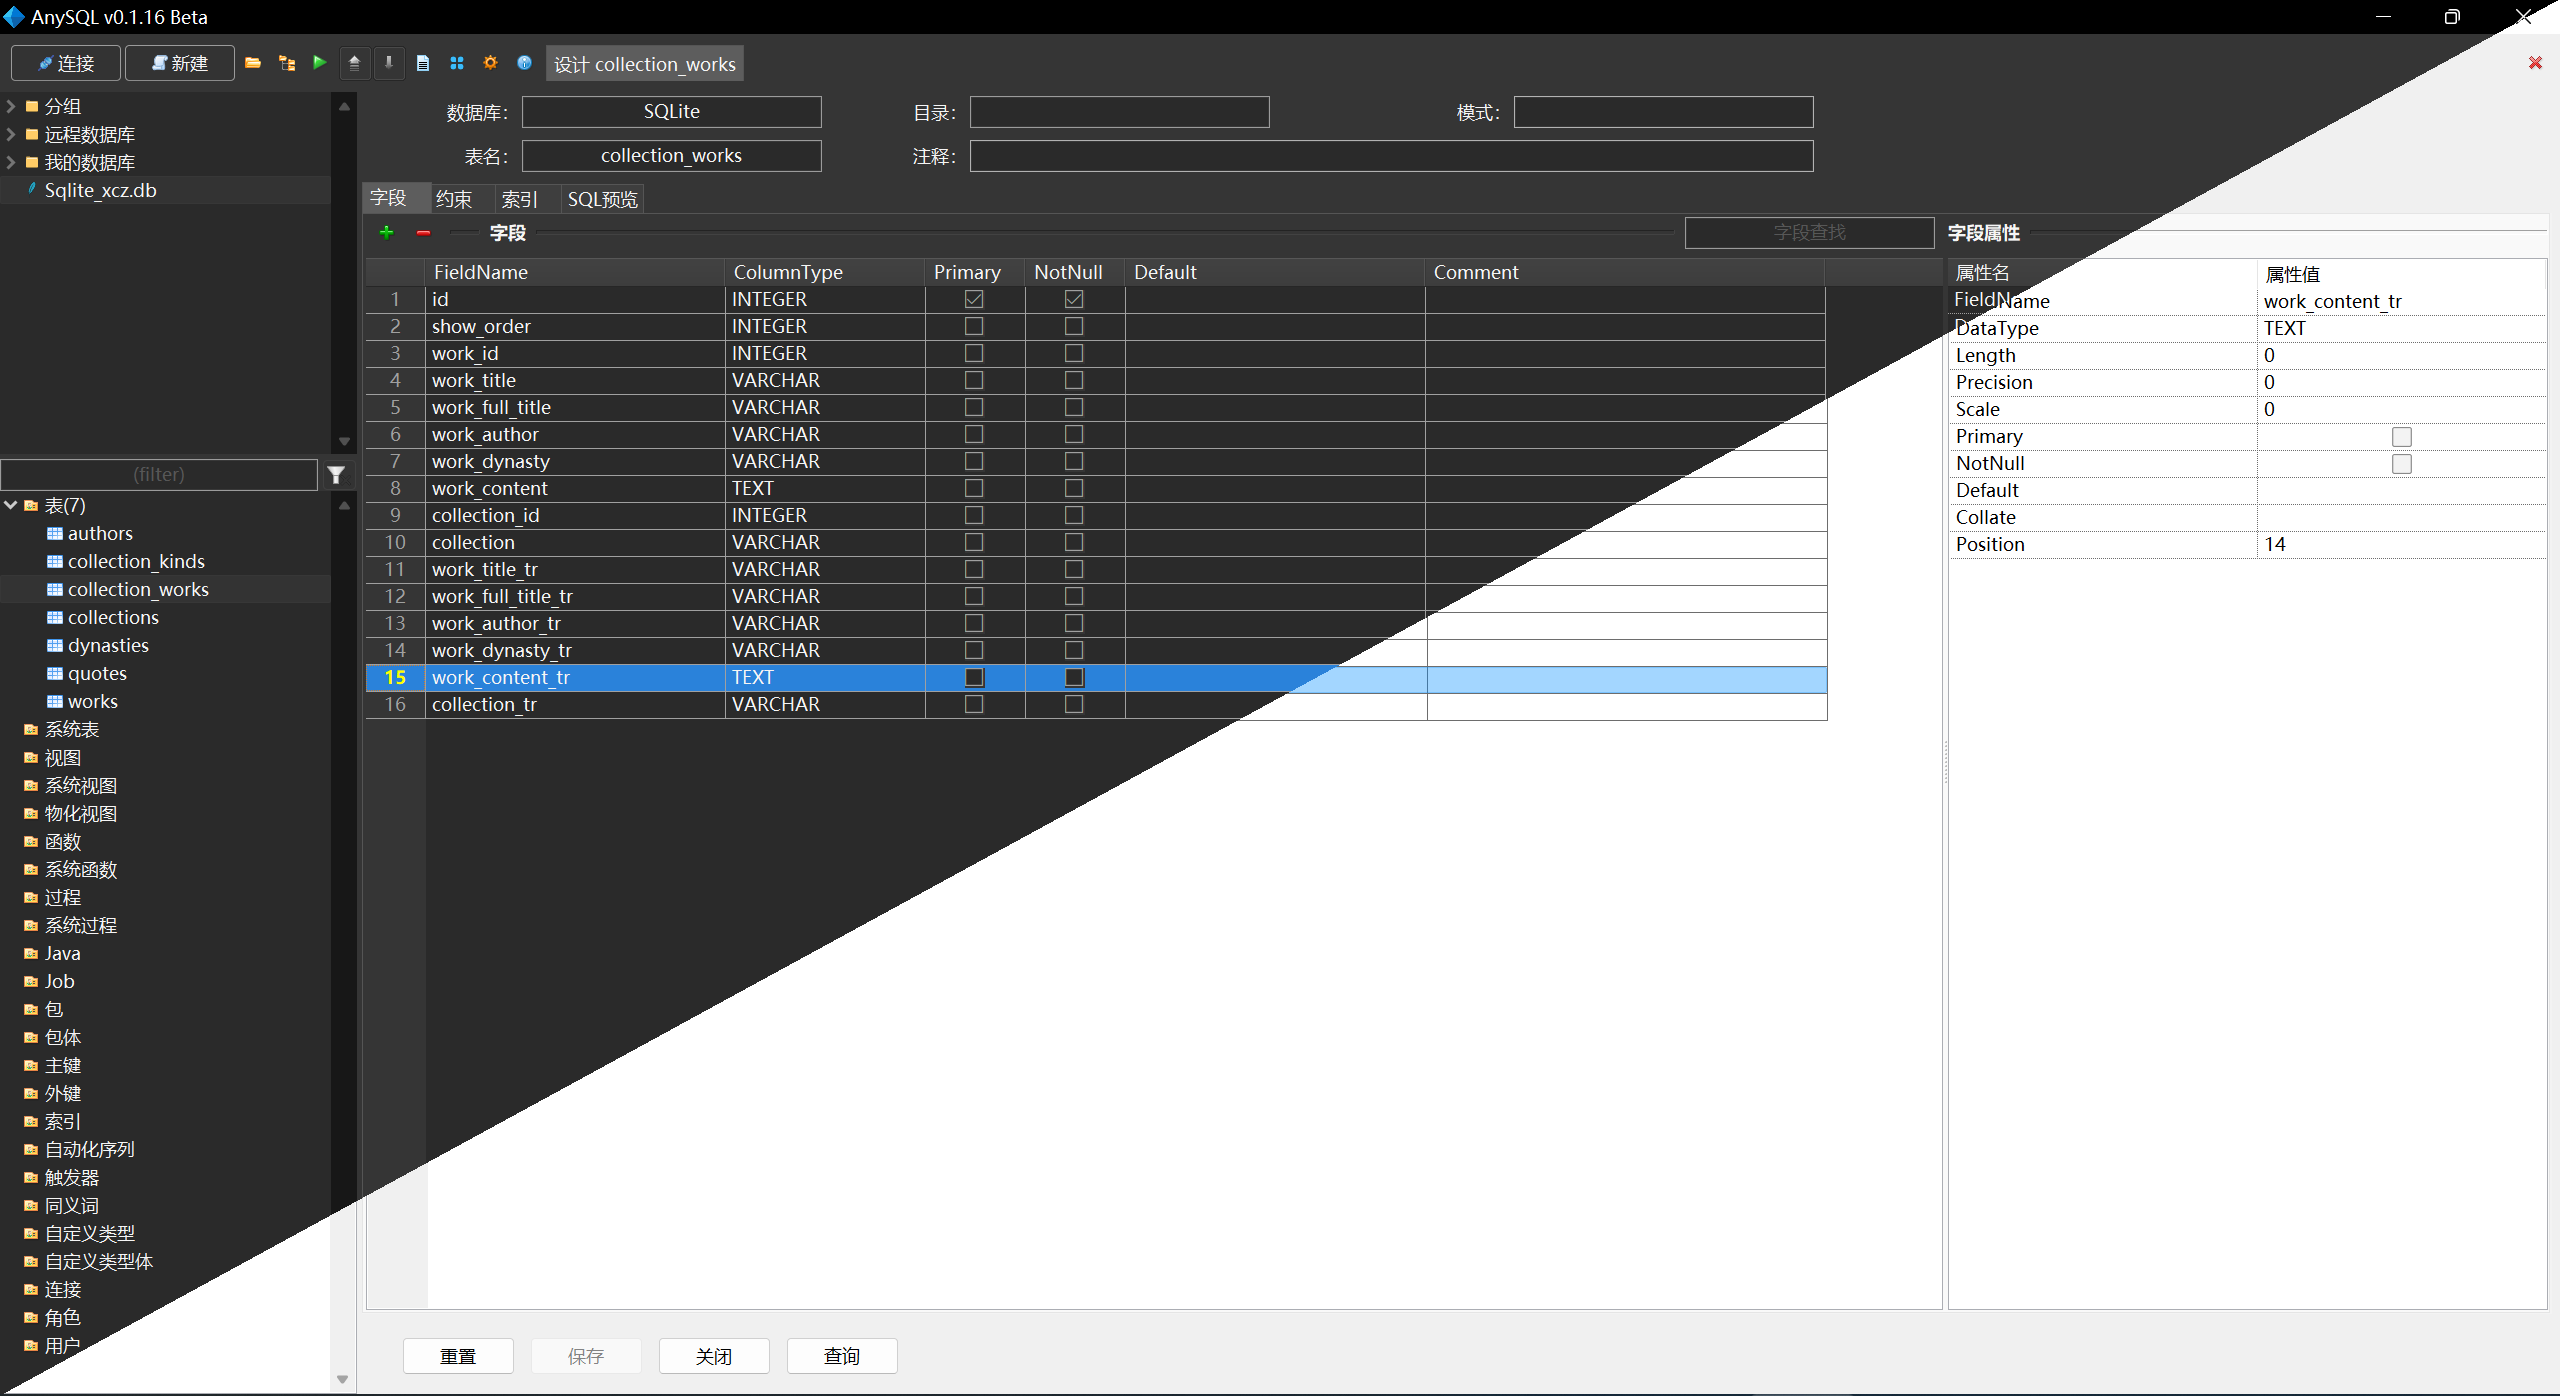 AnySQL v0.1.16 Beta
连接 新建 设计 collection_works
分组
远程数据库
我的数据库
Sqlite_xcz.db
(filter)
表(7)
authors
collection_kinds
collection_works
collections
dynasties
quotes
works
系统表
视图
系统视图
物化视图
函数
系统函数
过程
系统过程
Java
Job
包
包体
主键
外键
索引
自动化序列
触发器
同义词
自定义类型
自定义类型体
连接
角色
用户
数据库： SQLite 目录： 模式：
表名： collection_works 注释：
字段 约束 索引 SQL预览
字段 字段查找
FieldName ColumnType Primary NotNull Default Comment
1 id INTEGER
2 show_order INTEGER
3 work_id INTEGER
4 work_title VARCHAR
5 work_full_title VARCHAR
6 work_author VARCHAR
7 work_dynasty VARCHAR
8 work_content TEXT
9 collection_id INTEGER
10 collection VARCHAR
11 work_title_tr VARCHAR
12 work_full_title_tr VARCHAR
13 work_author_tr VARCHAR
14 work_dynasty_tr VARCHAR
15 work_content_tr TEXT
16 collection_tr VARCHAR
字段属性
属性名 属性值
FieldName work_content_tr
DataType TEXT
Length 0
Precision 0
Scale 0
Primary
NotNull
Default
Collate
Position 14
重置 保存 关闭 查询